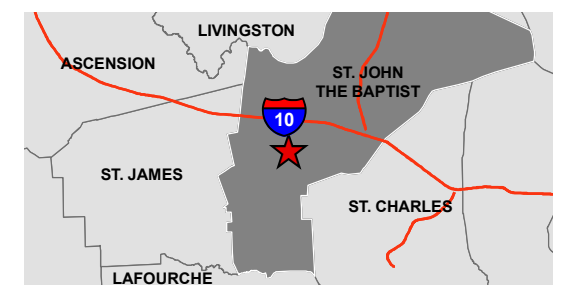 LIVINGSTON
ASCENSION
ST. JOHN
THE BAPTIST
10
ST. JAMES
ST. CHARLES
LAFOURCHE